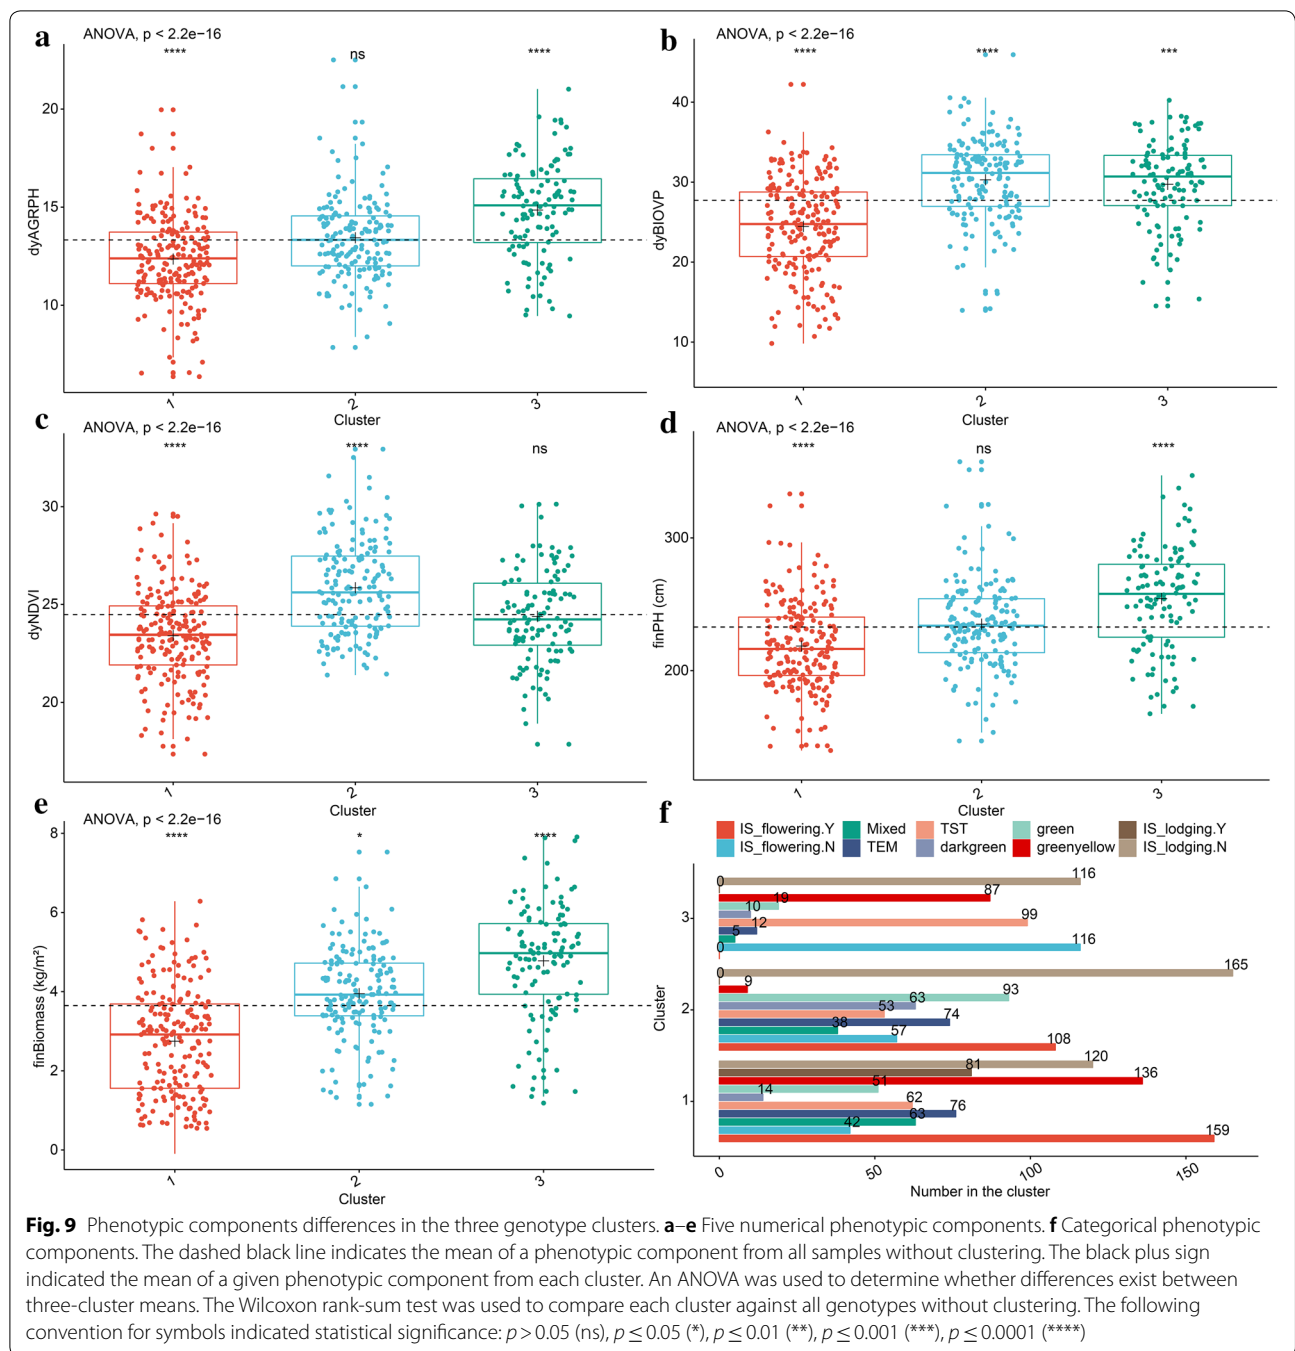 a
ANOVA, p < 2.2e−16
**** ns ****
dyAGRPH
20
15
10
1 2 3
Cluster
b
ANOVA, p < 2.2e−16
**** **** ***
dyBIOVP
40
30
20
10
1 2 3
Cluster
c
ANOVA, p < 2.2e−16
**** **** ns
dyNDVI
30
25
20
1 2 3
Cluster
d
ANOVA, p < 2.2e−16
**** ns ****
finPH (cm)
300
200
1 2 3
Cluster
e
ANOVA, p < 2.2e−16
**** * ****
finBiomass (kg/m²)
8
6
4
2
0
1 2 3
Cluster
f
IS_flowering.Y Mixed TST green IS_lodging.Y
IS_flowering.N TEM darkgreen greenyellow IS_lodging.N
Cluster
3
116
0
87
19
10
99
12
5
116
0
2
165
0
9
93
63
53
74
38
57
108
1
120
81
136
51
14
62
76
63
42
159
0 50 100 150
Number in the cluster
Fig. 9 Phenotypic components differences in the three genotype clusters. a–e Five numerical phenotypic components. f Categorical phenotypic
components. The dashed black line indicates the mean of a phenotypic component from all samples without clustering. The black plus sign
indicated the mean of a given phenotypic component from each cluster. An ANOVA was used to determine whether differences exist between
three-cluster means. The Wilcoxon rank-sum test was used to compare each cluster against all genotypes without clustering. The following
convention for symbols indicated statistical significance: p > 0.05 (ns), p ≤ 0.05 (*), p ≤ 0.01 (**), p ≤ 0.001 (***), p ≤ 0.0001 (****)